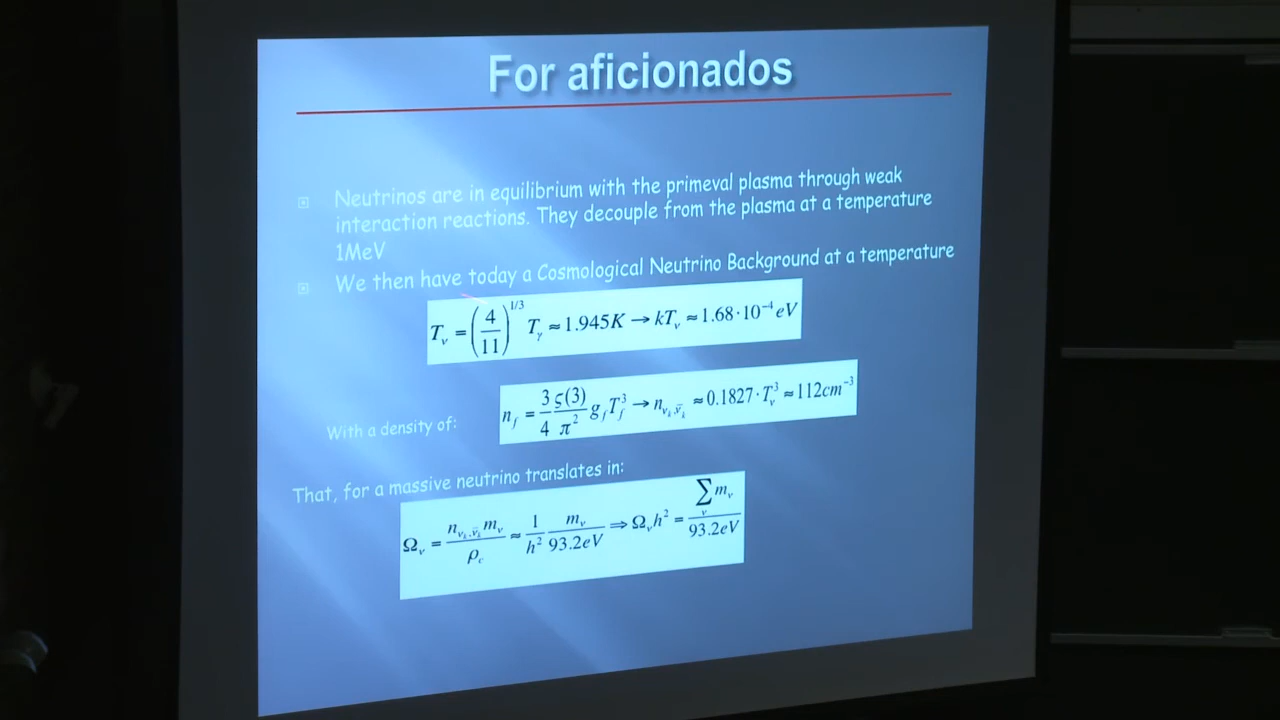 For aficionados
Neutrinos are in equilibrium with the primeval plasma through weak
interaction reactions. They decouple from the plasma at a temperature
1MeV
We then have today a Cosmological Neutrino Background at a temperature
T_ν = (4/11)^{1/3} T_γ ≈ 1.945K → kT_ν ≈ 1.68·10^{-4} eV
With a density of: n_f = 3/4 ς(3)/π² g_f T_f³ → n_{ν_k,ν̄_k} ≈ 0.1827·T_ν³ ≈ 112cm^{-3}
That, for a massive neutrino translates in:
Ω_ν = n_{ν_k,ν̄_k} m_ν / ρ_c ≈ 1/h² m_ν / 93.2eV ⇒ Ω_ν h² = ∑_ν m_ν / 93.2eV